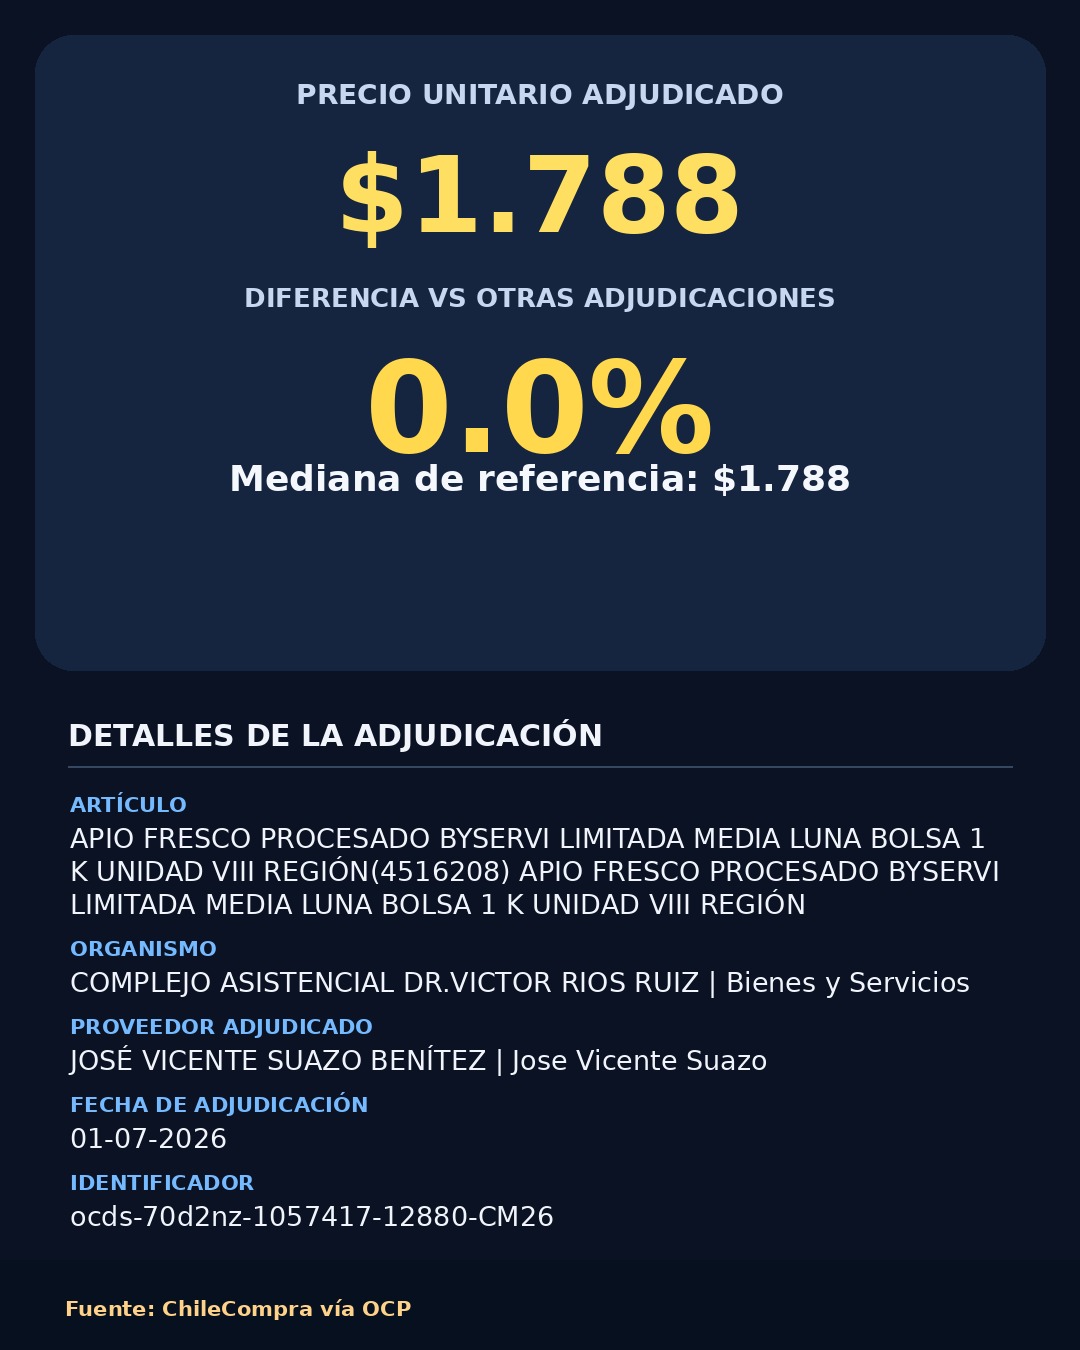 PRECIO UNITARIO ADJUDICADO
$1.788
DIFERENCIA VS OTRAS ADJUDICACIONES
0.0%
Mediana de referencia: $1.788
DETALLES DE LA ADJUDICACIÓN
ARTÍCULO
APIO FRESCO PROCESADO BYSERVI LIMITADA MEDIA LUNA BOLSA 1
K UNIDAD VIII REGIÓN(4516208) APIO FRESCO PROCESADO BYSERVI
LIMITADA MEDIA LUNA BOLSA 1 K UNIDAD VIII REGIÓN
ORGANISMO
COMPLEJO ASISTENCIAL DR.VICTOR RIOS RUIZ | Bienes y Servicios
PROVEEDOR ADJUDICADO
JOSÉ VICENTE SUAZO BENÍTEZ | Jose Vicente Suazo
FECHA DE ADJUDICACIÓN
01-07-2026
IDENTIFICADOR
ocds-70d2nz-1057417-12880-CM26
Fuente: ChileCompra vía OCP